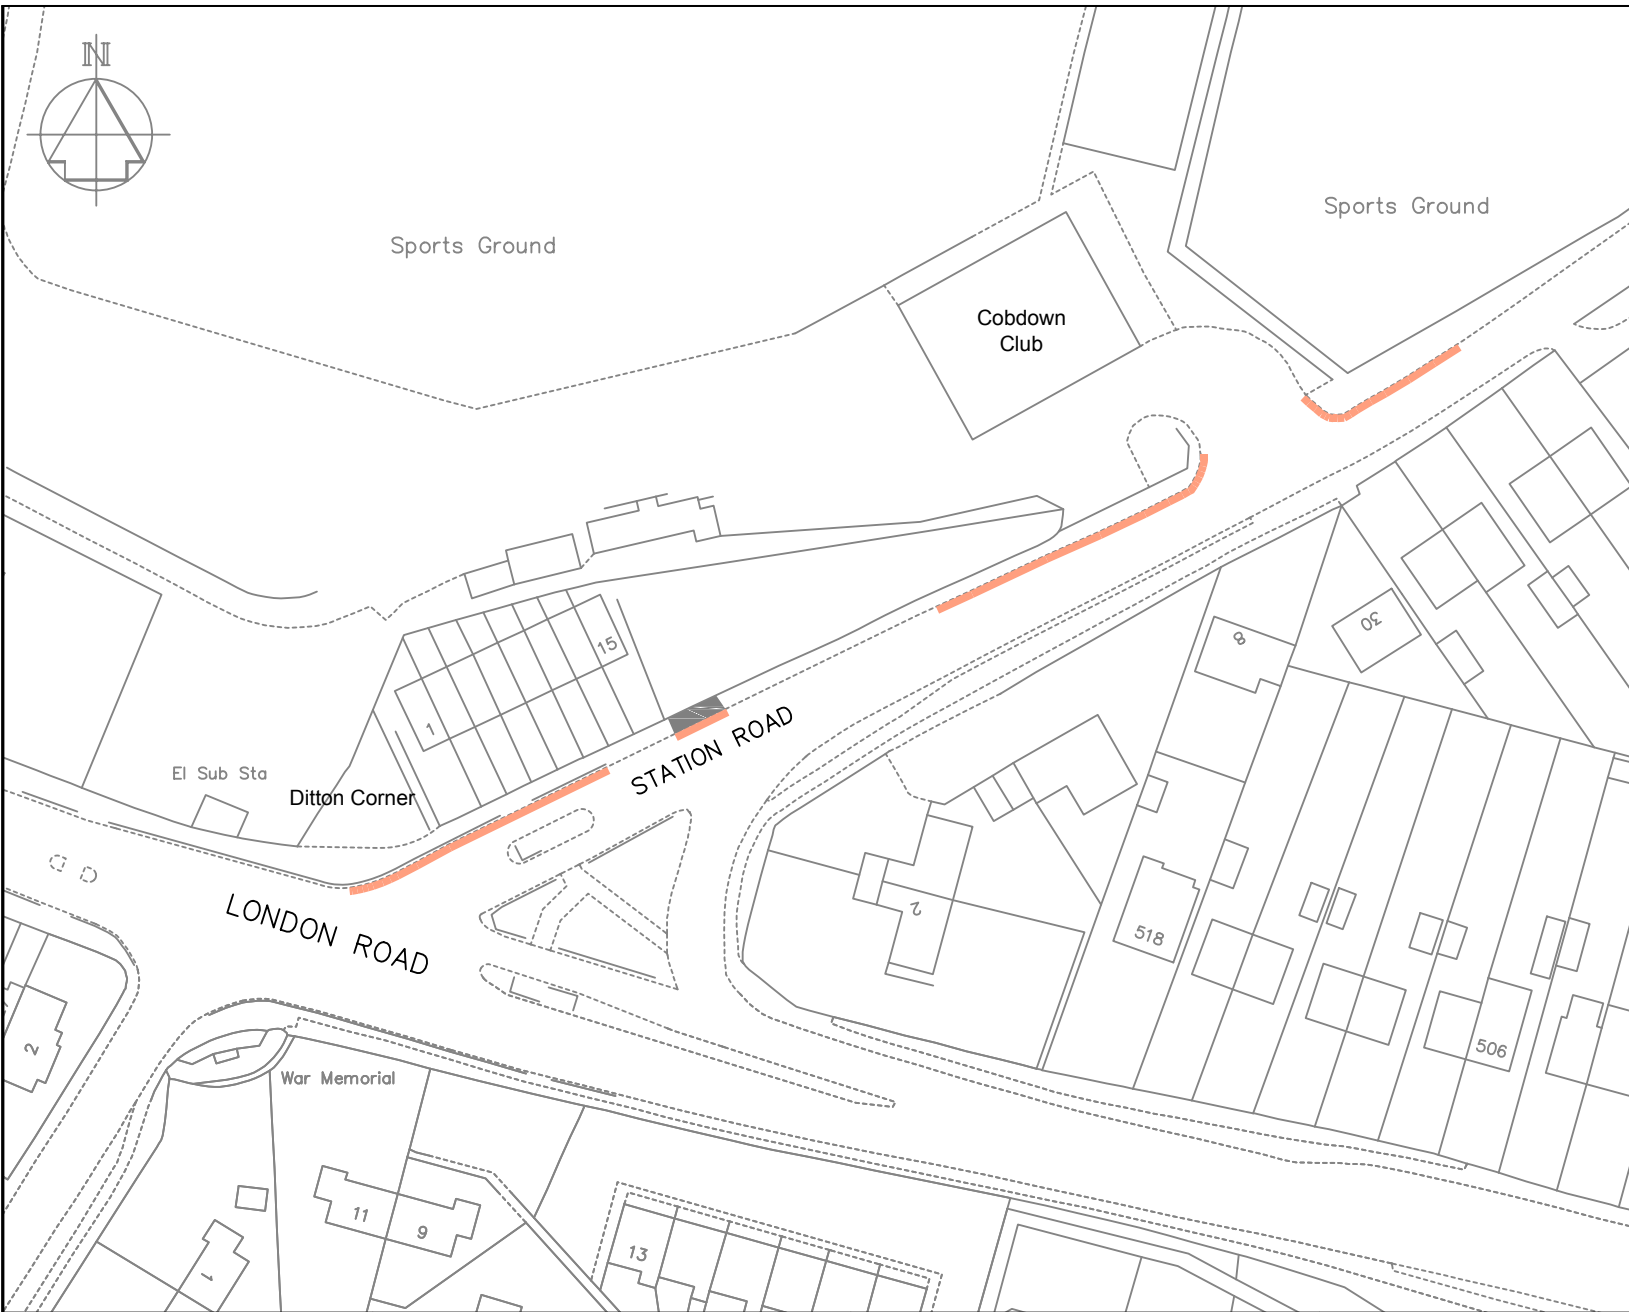 N
Sports Ground
Sports Ground
Cobdown
Club
15
1
8
30
El Sub Sta
Ditton Corner
STATION ROAD
LONDON ROAD
2
518
2
506
War Memorial
11
9
13
1